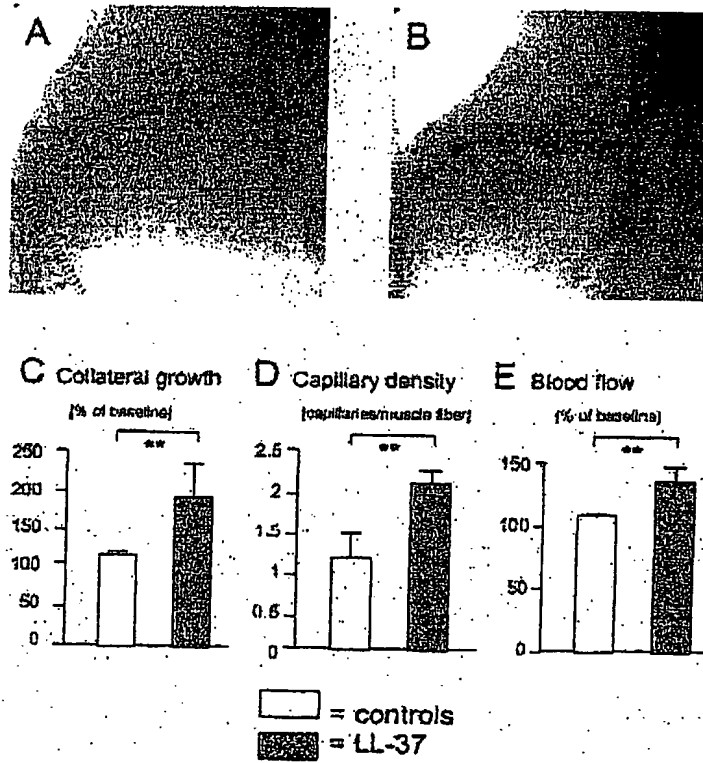 A
B
C Collateral growth
[% of baseline]
**
250
200
150
100
50
0
D Capillary density
[capillaries/muscle fiber]
**
2.5
2
1.5
1
0.5
0
E Blood flow
(% of baseline)
**
150
100
50
0
= controls
= LL-37